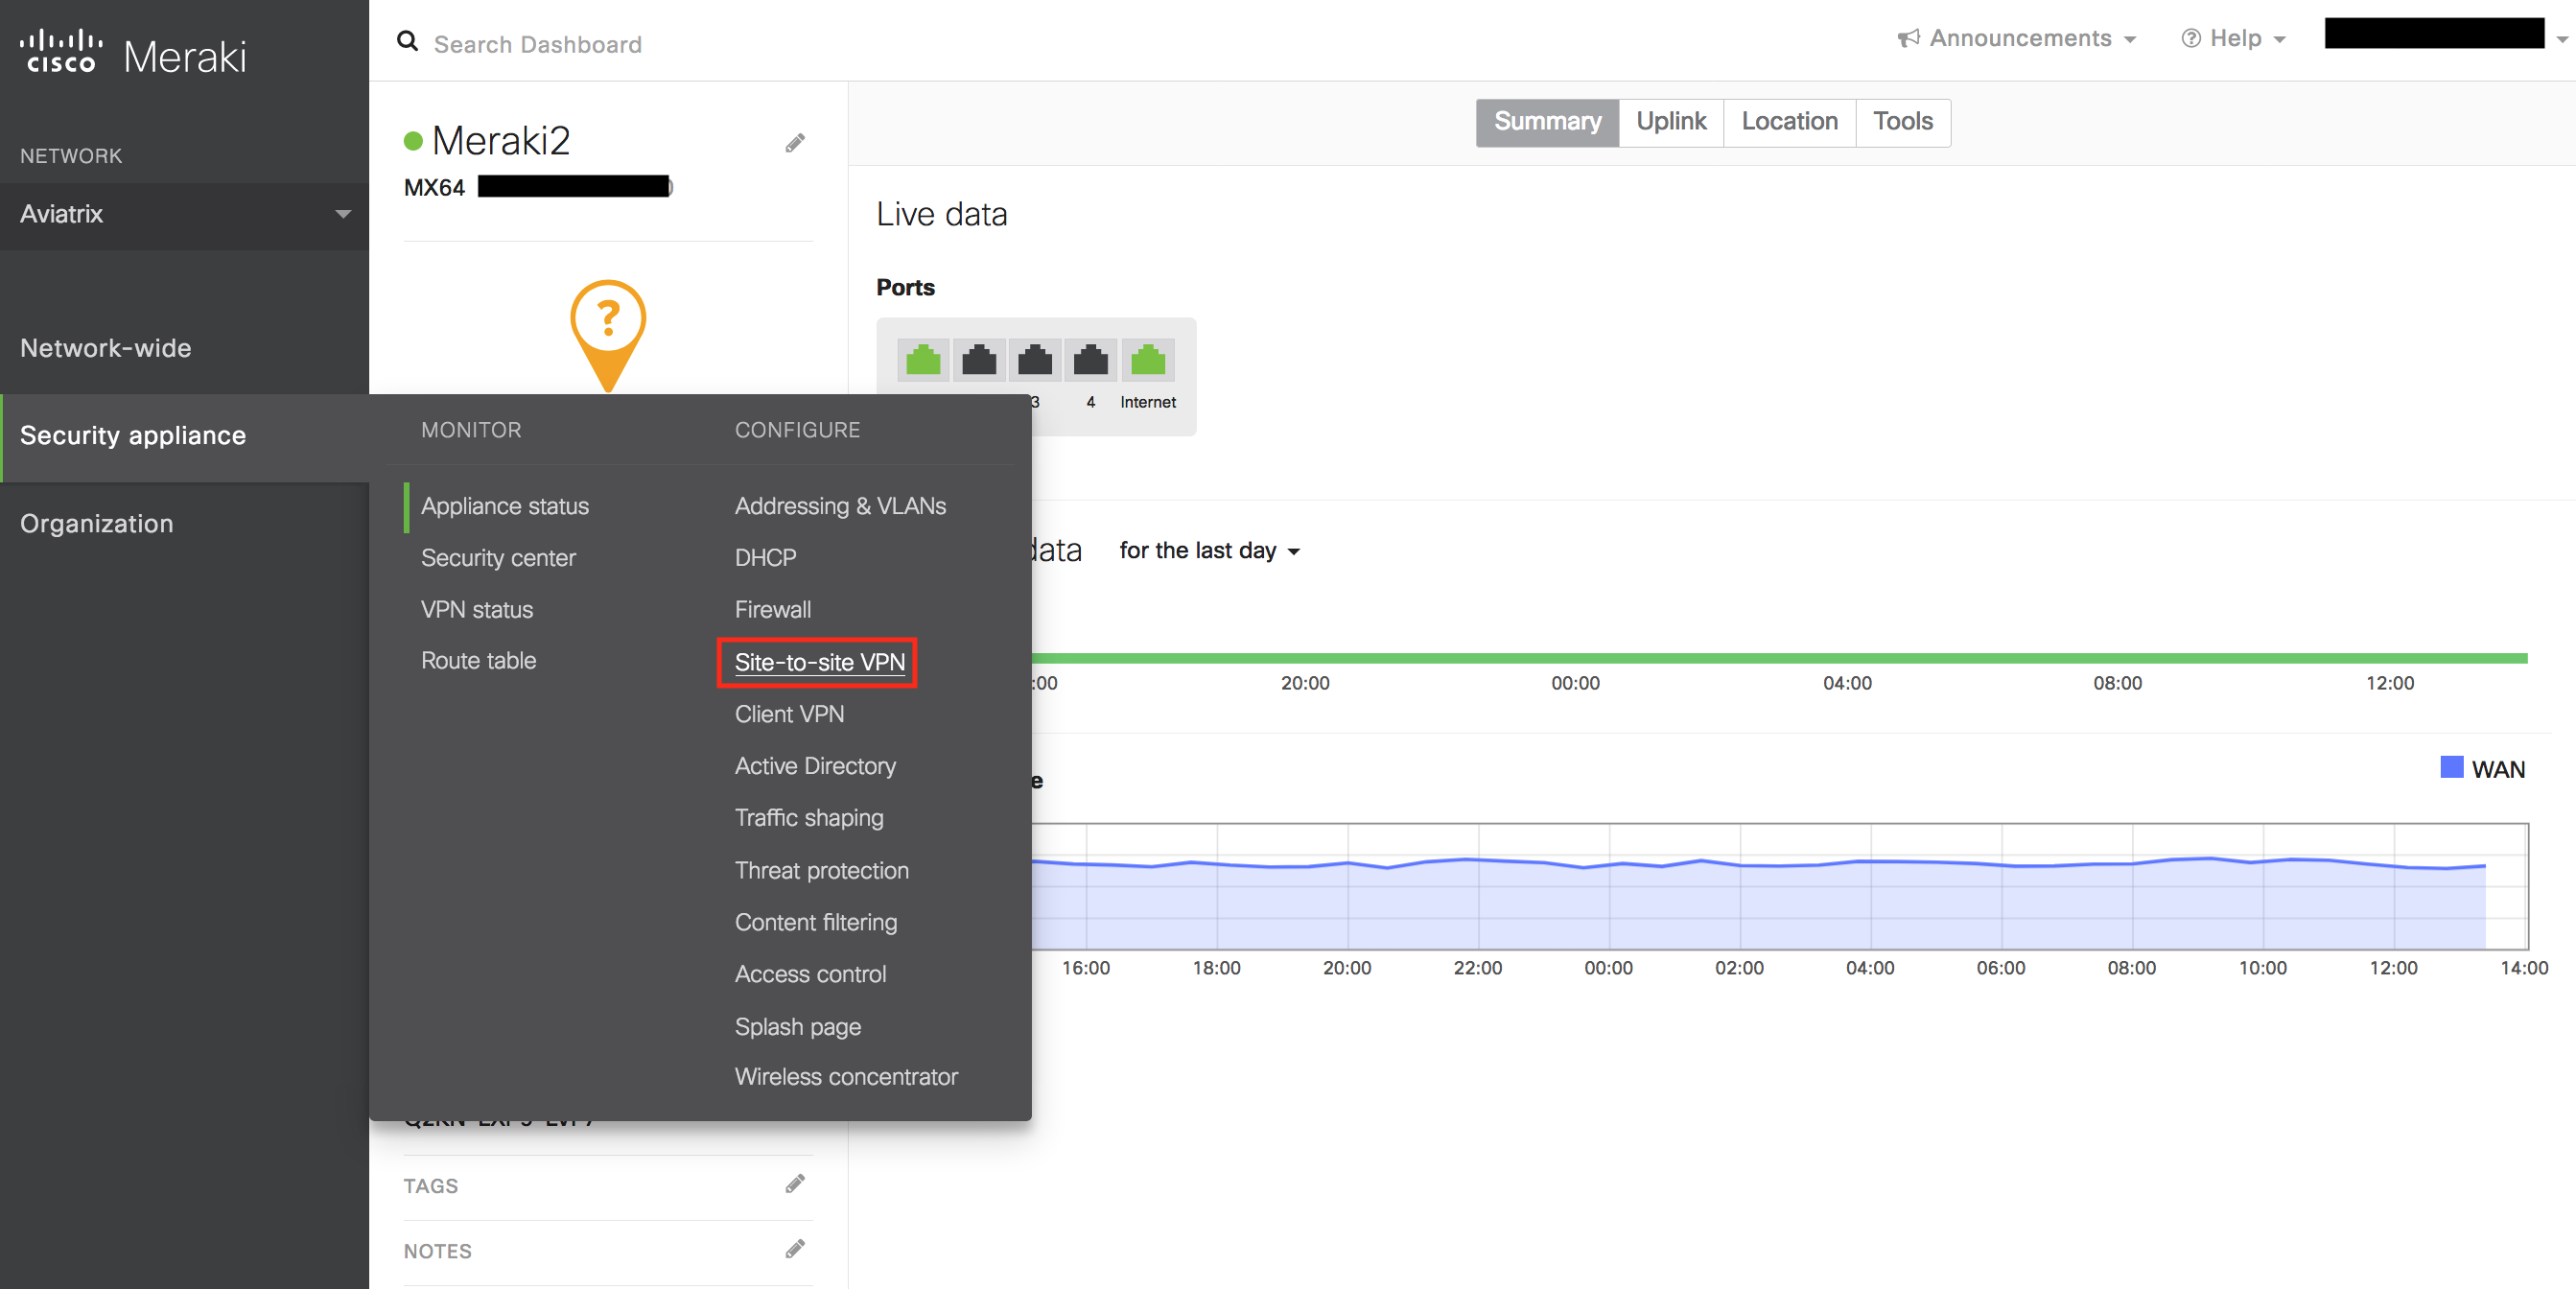 cisco Meraki
Search Dashboard
Announcements
Help
NETWORK
Aviatrix
Network-wide
Security appliance
Organization
Meraki2
MX64
Summary
Uplink
Location
Tools
Live data
Ports
3 4 Internet
MONITOR
Appliance status
Security center
VPN status
Route table
CONFIGURE
Addressing & VLANs
DHCP
Firewall
Site-to-site VPN
Client VPN
Active Directory
Traffic shaping
Threat protection
Content filtering
Access control
Splash page
Wireless concentrator
data for the last day
:00 20:00 00:00 04:00 08:00 12:00
WAN
16:00 18:00 20:00 22:00 00:00 02:00 04:00 06:00 08:00 10:00 12:00 14:00
TAGS
NOTES